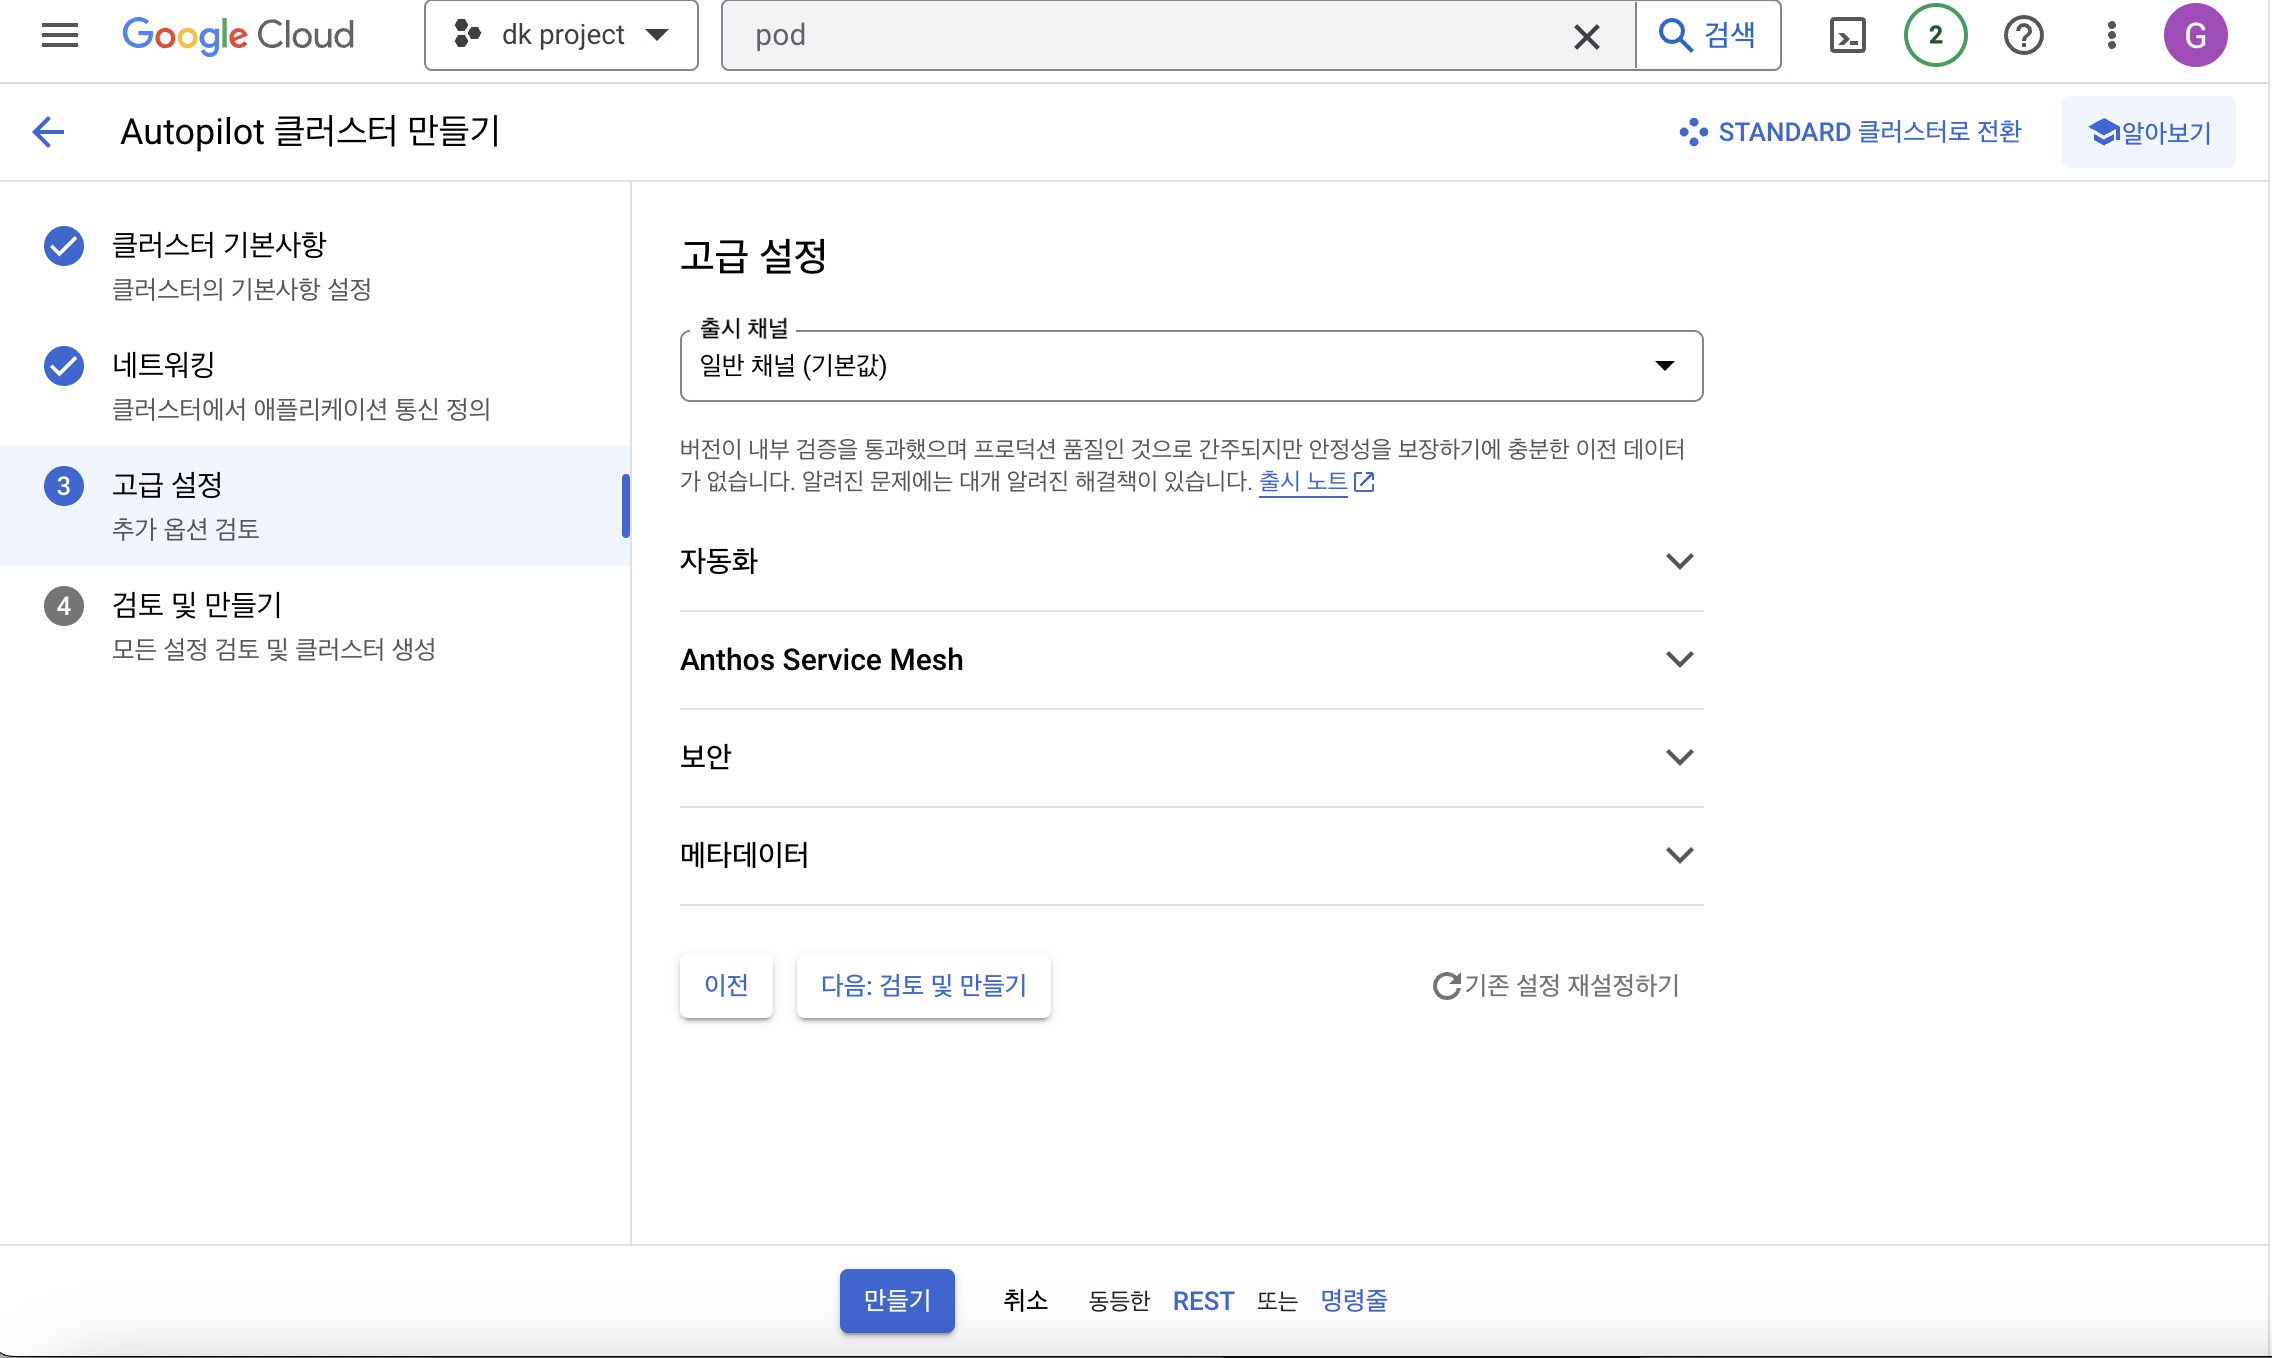 Google Cloud
dk project
pod
검색
2
G
Autopilot 클러스터 만들기
STANDARD 클러스터로 전환
알아보기
클러스터 기본사항
클러스터의 기본사항 설정
네트워킹
클러스터에서 애플리케이션 통신 정의
3
고급 설정
추가 옵션 검토
4
검토 및 만들기
모든 설정 검토 및 클러스터 생성
고급 설정
출시 채널
일반 채널 (기본값)
버전이 내부 검증을 통과했으며 프로덕션 품질인 것으로 간주되지만 안정성을 보장하기에 충분한 이전 데이터
가 없습니다. 알려진 문제에는 대개 알려진 해결책이 있습니다. 출시 노트
자동화
Anthos Service Mesh
보안
메타데이터
이전
다음: 검토 및 만들기
기존 설정 재설정하기
만들기
취소
동등한 REST 또는 명령줄